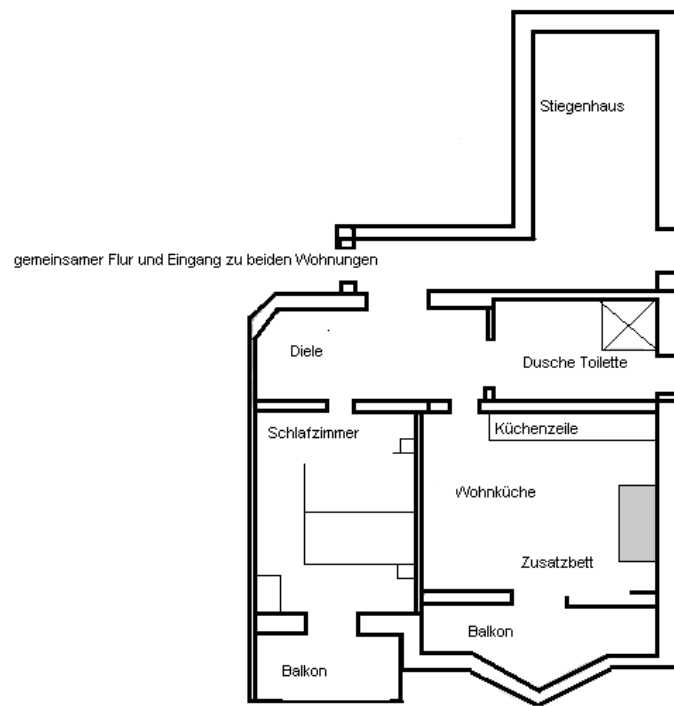 Stiegenhaus
gemeinsamer Flur und Eingang zu beiden Wohnungen
Diele
Dusche Toilette
Schlafzimmer
Küchenzeile
Wohnküche
Zusatzbett
Balkon
Balkon